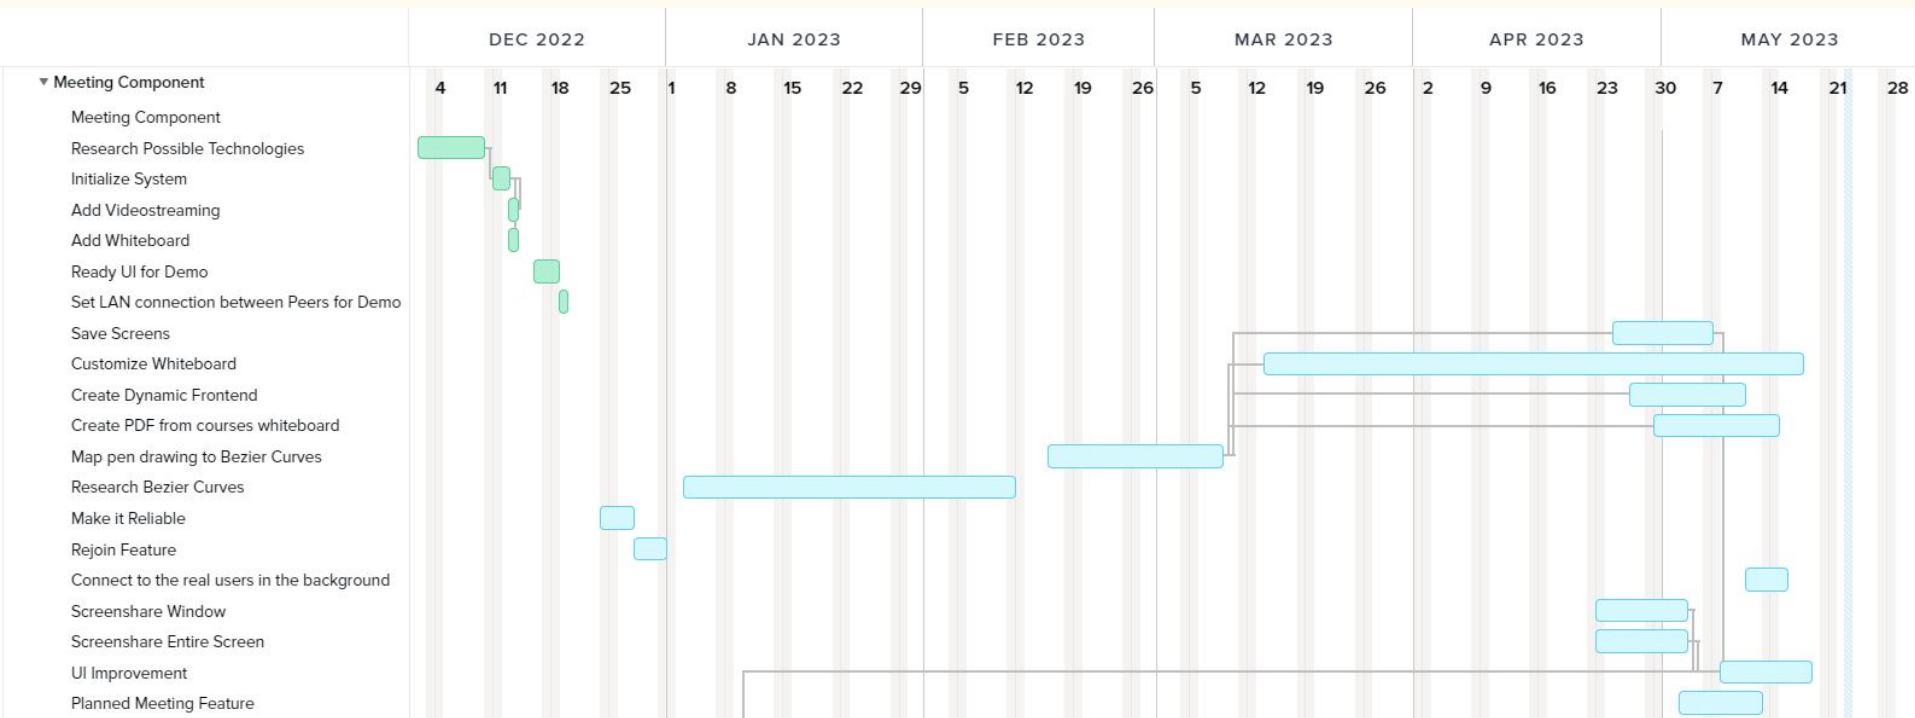 DEC 2022 JAN 2023 FEB 2023 MAR 2023 APR 2023 MAY 2023
Meeting Component 4 11 18 25 1 8 15 22 29 5 12 19 26 5 12 19 26 2 9 16 23 30 7 14 21 28
Meeting Component
Research Possible Technologies
Initialize System
Add Videostreaming
Add Whiteboard
Ready UI for Demo
Set LAN connection between Peers for Demo
Save Screens
Customize Whiteboard
Create Dynamic Frontend
Create PDF from courses whiteboard
Map pen drawing to Bezier Curves
Research Bezier Curves
Make it Reliable
Rejoin Feature
Connect to the real users in the background
Screenshare Window
Screenshare Entire Screen
UI Improvement
Planned Meeting Feature